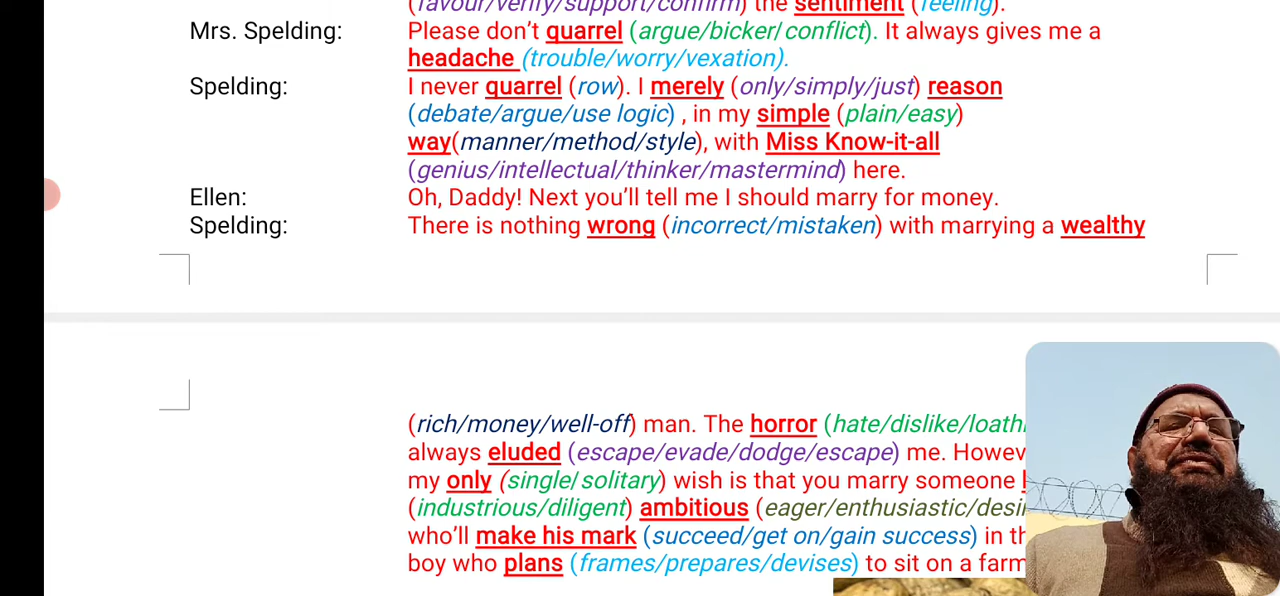 (favour/verify/support/confirm) the sentiment (feeling).
Mrs. Spelding: Please don't quarrel (argue/bicker/conflict). It always gives me a
headache (trouble/worry/vexation).
Spelding: I never quarrel (row). I merely (only/simply/just) reason
(debate/argue/use logic) , in my simple (plain/easy)
way(manner/method/style), with Miss Know-it-all
(genius/intellectual/thinker/mastermind) here.
Ellen: Oh, Daddy! Next you'll tell me I should marry for money.
Spelding: There is nothing wrong (incorrect/mistaken) with marrying a wealthy
(rich/money/well-off) man. The horror (hate/dislike/
always eluded (escape/evade/dodge/escape) me.
my only (single/solitary) wish is that you marry someone
(industrious/diligent) ambitious (eager/enthusiastic/
who'll make his mark (succeed/get on/gain success) in
boy who plans (frames/prepares/devises) to sit on a farm